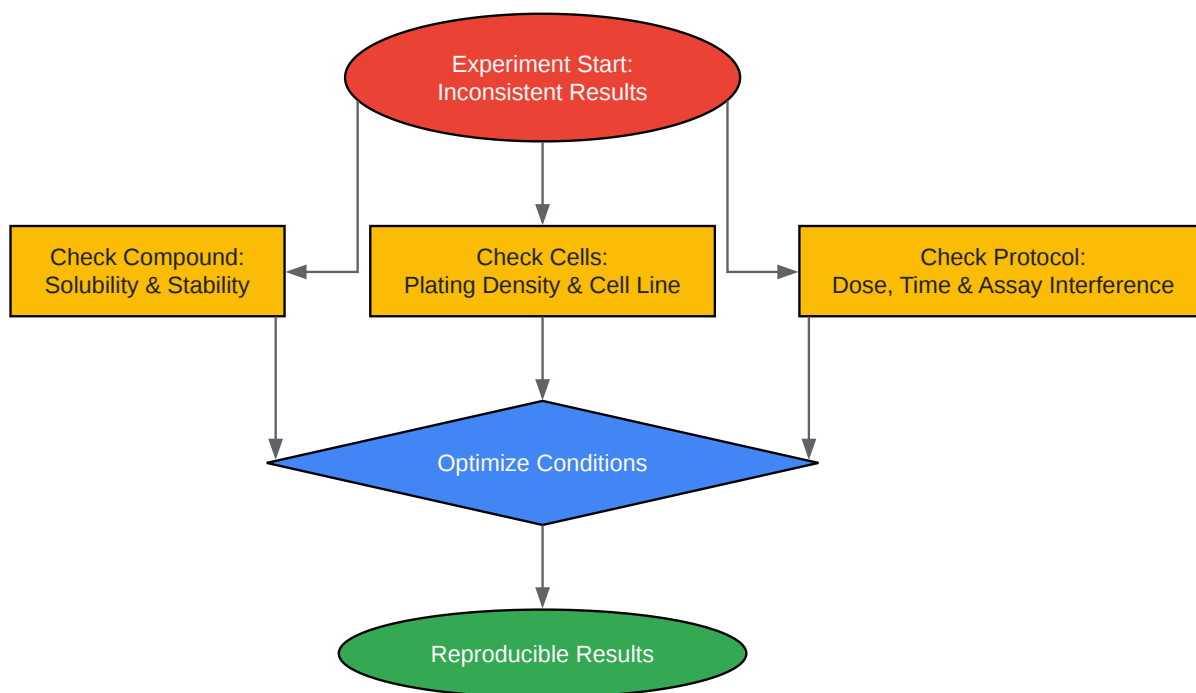 Experiment Start:
Inconsistent Results
Check Compound:
Solubility & Stability
Check Cells:
Plating Density & Cell Line
Check Protocol:
Dose, Time & Assay Interference
Optimize Conditions
Reproducible Results